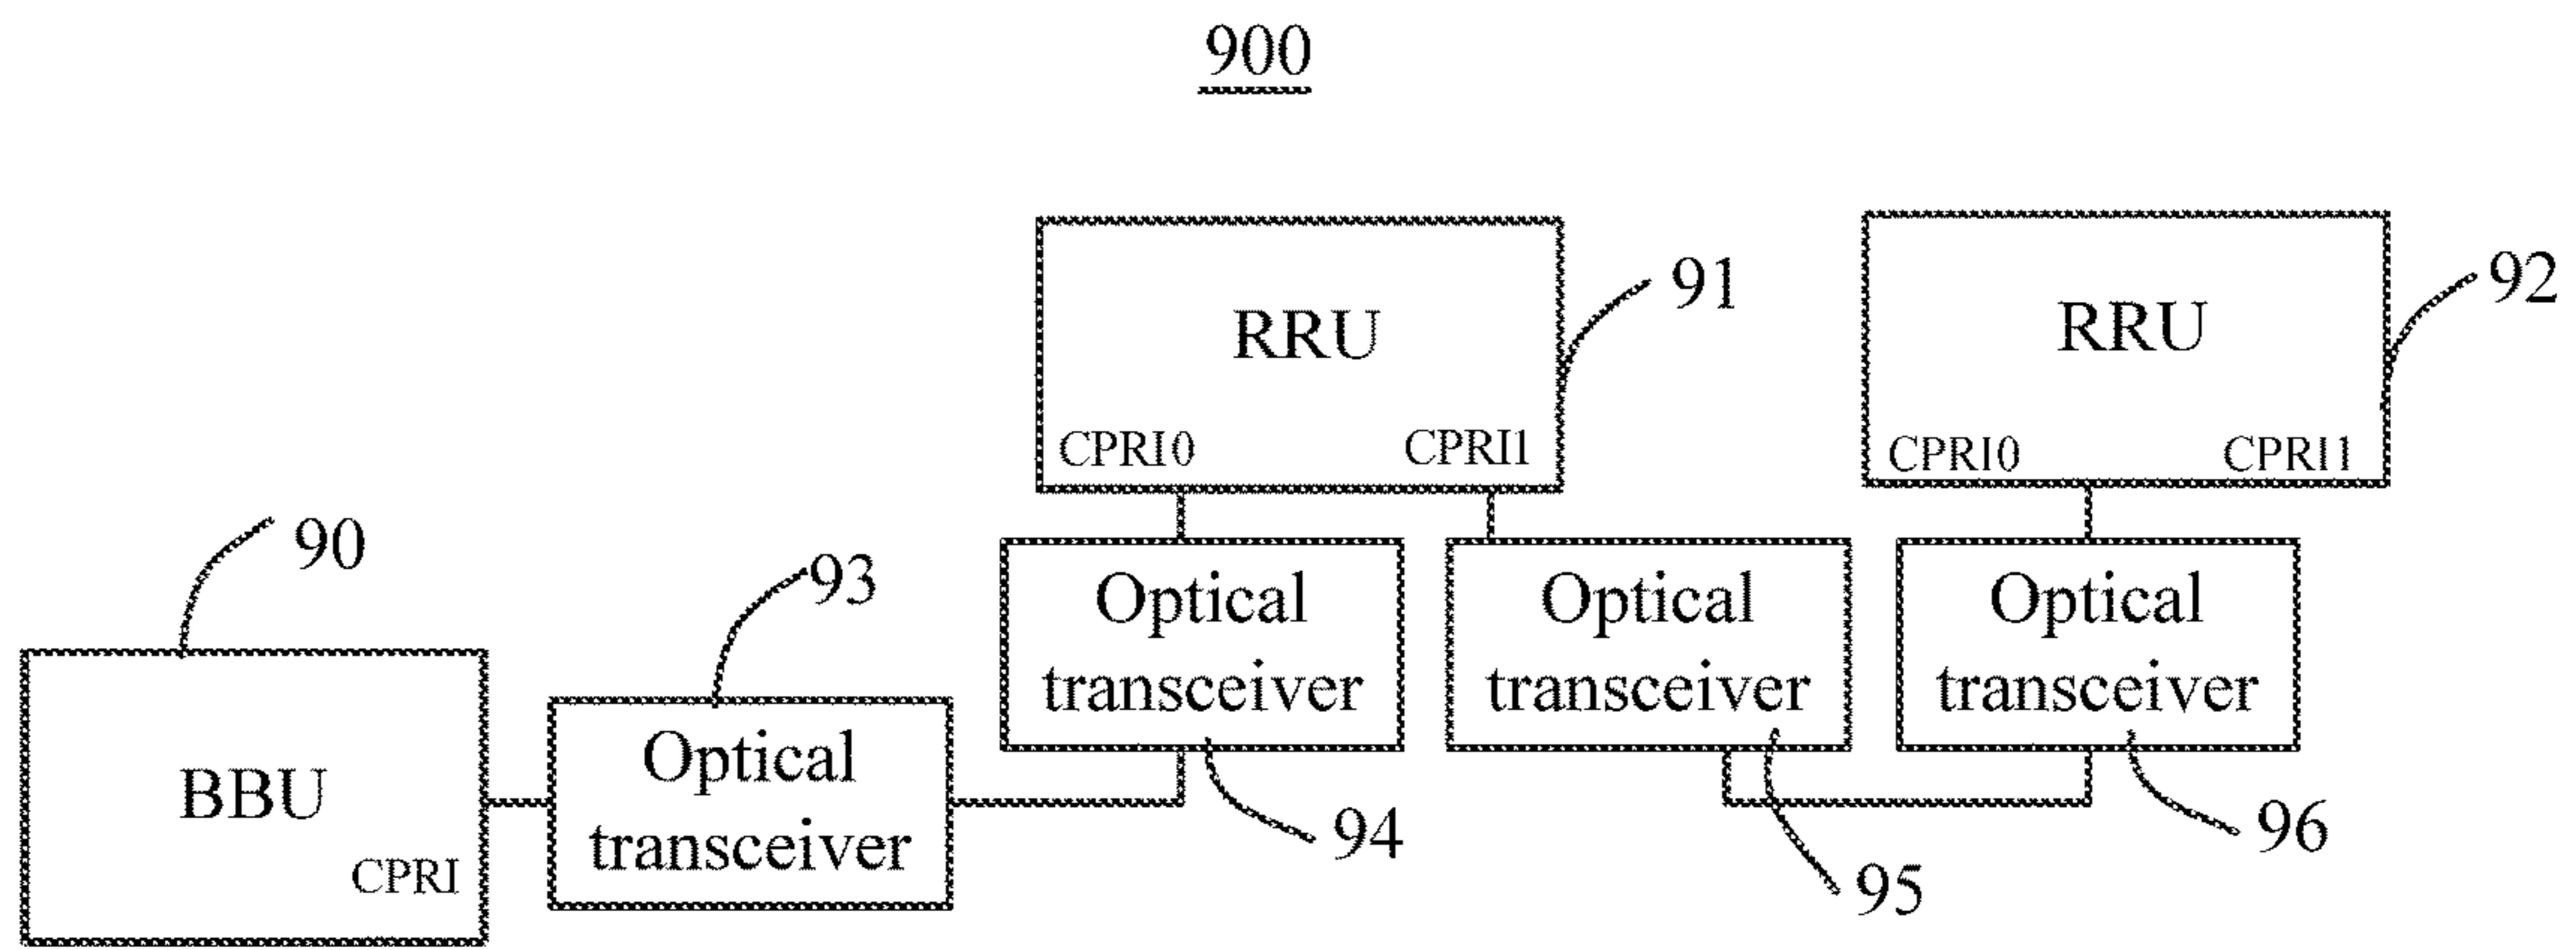 900
RRU
91
RRU
92
CPRI0
CPRI1
CPRI0
CPRI1
90
93
Optical
transceiver
Optical
transceiver
Optical
transceiver
BBU
CPRI
Optical
transceiver
94
95
96